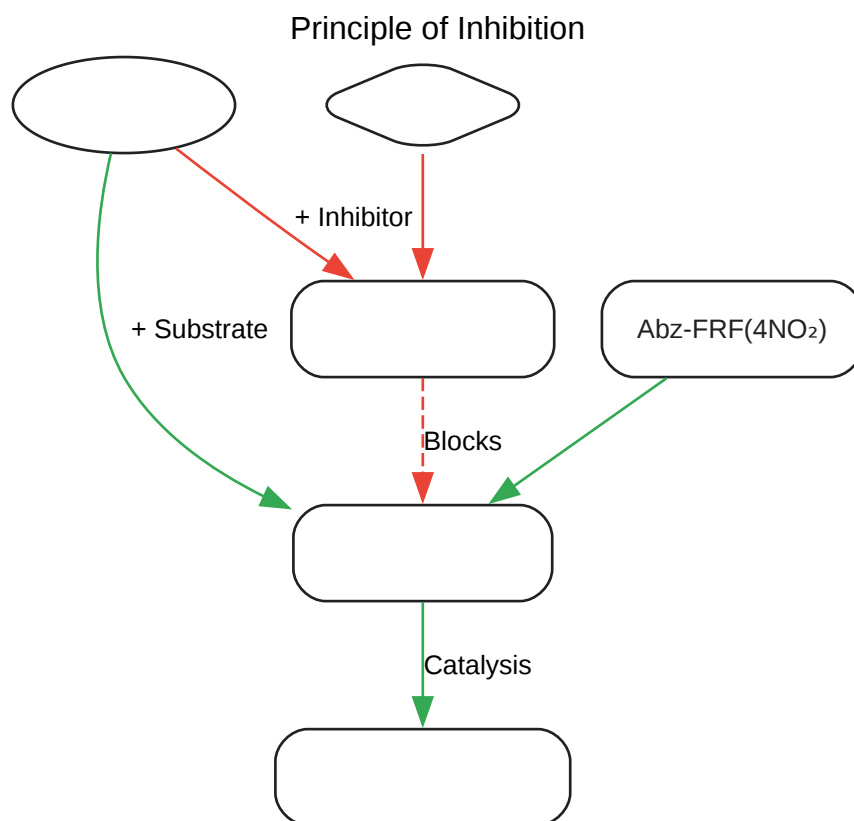 Principle of Inhibition
+ Inhibitor
+ Substrate
Abz-FRF(4NO₂)
Blocks
Catalysis